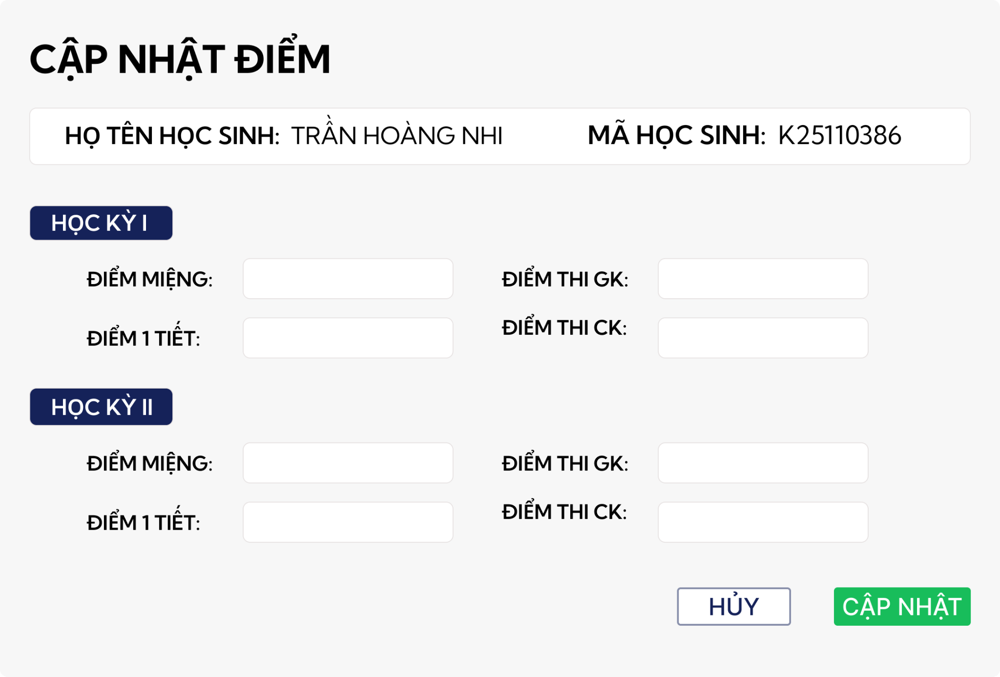 CẬP NHẬT ĐIỂM
HỌ TÊN HỌC SINH: TRẦN HOÀNG NHI MÃ HỌC SINH: K25110386
HỌC KỲ I
ĐIỂM MIỆNG: ĐIỂM THI GK:
ĐIỂM 1 TIẾT: ĐIỂM THI CK:
HỌC KỲ II
ĐIỂM MIỆNG: ĐIỂM THI GK:
ĐIỂM 1 TIẾT: ĐIỂM THI CK:
HỦY CẬP NHẬT